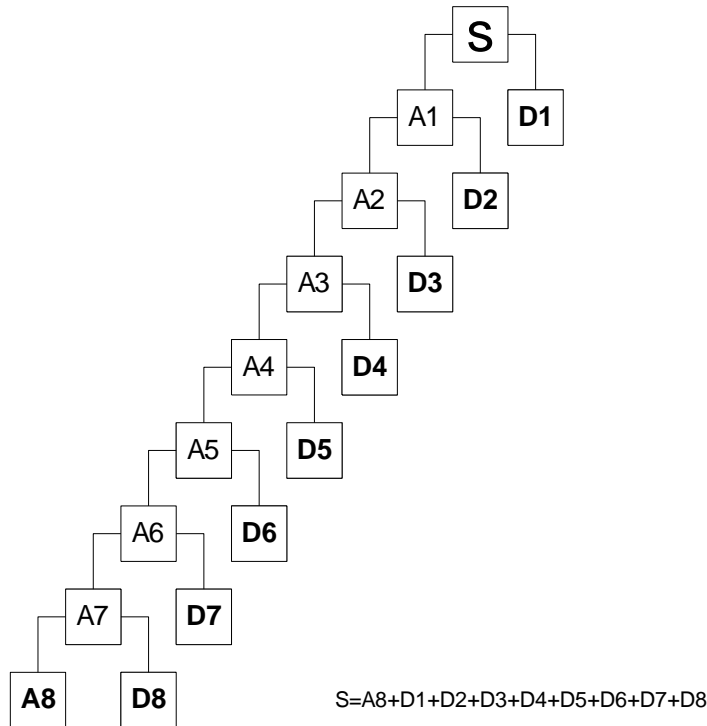 S
A1 D1
A2 D2
A3 D3
A4 D4
A5 D5
A6 D6
A7 D7
A8 D8
S=A8+D1+D2+D3+D4+D5+D6+D7+D8